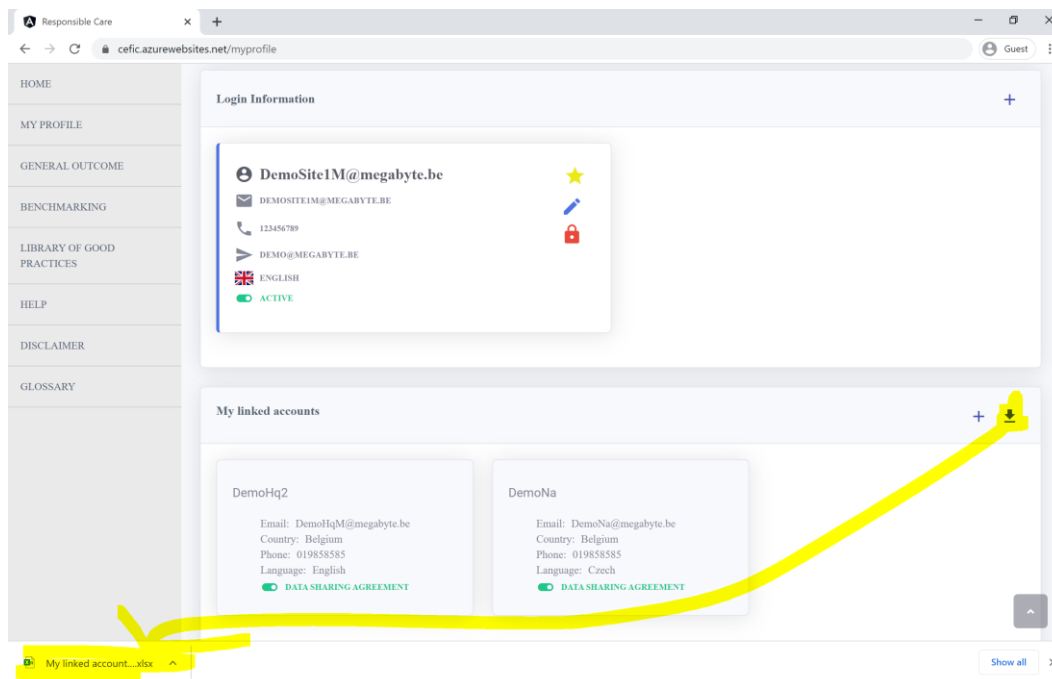 Responsible Care
cefic.azurewebsites.net/myprofile
Guest
HOME
MY PROFILE
GENERAL OUTCOME
BENCHMARKING
LIBRARY OF GOOD
PRACTICES
HELP
DISCLAIMER
GLOSSARY
Login Information
DemoSite1M@megabyte.be
DEMOSITE1M@MEGABYTE.BE
123456789
DEMO@MEGABYTE.BE
ENGLISH
ACTIVE
My linked accounts
DemoHq2
Email: DemoHqM@megabyte.be
Country: Belgium
Phone: 019858585
Language: English
DATA SHARING AGREEMENT
DemoNa
Email: DemoNa@megabyte.be
Country: Belgium
Phone: 019858585
Language: Czech
DATA SHARING AGREEMENT
My linked account....xlsx
Show all